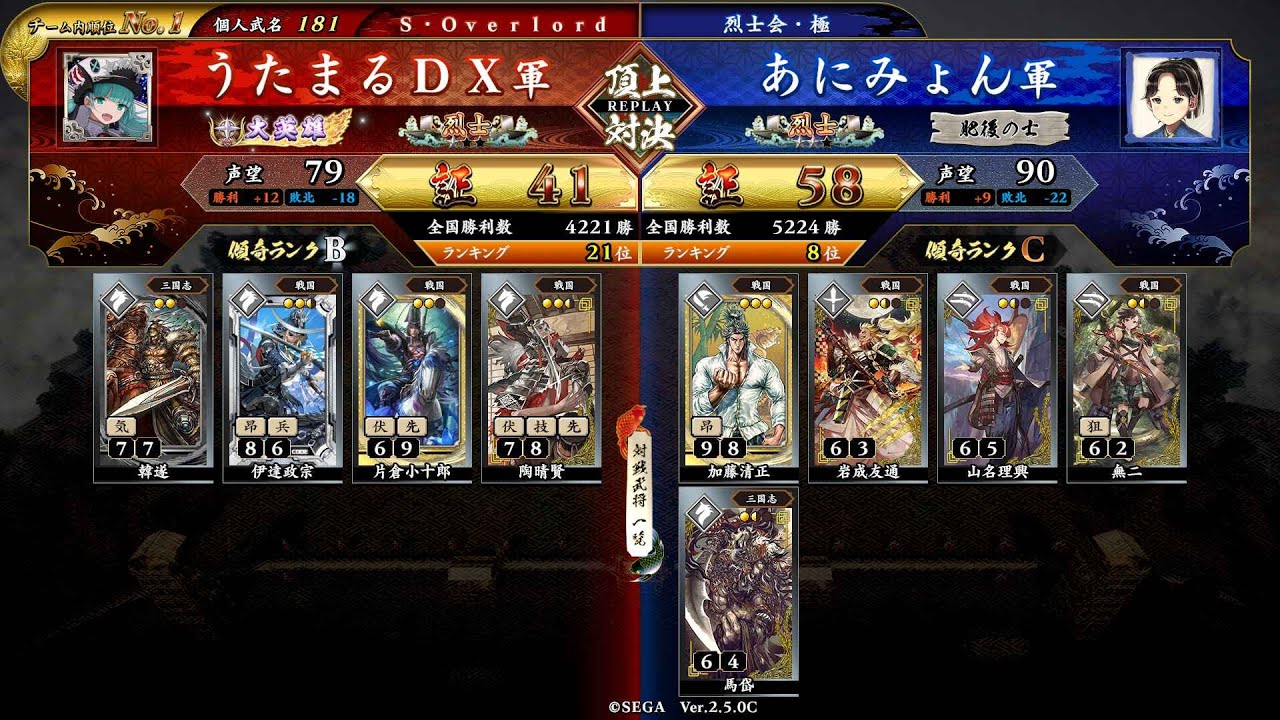 チーム内順位 No.1 個人武名 181 S・Overlord 烈士会・極
うたまるDX軍 頂上 REPLAY 対決 あにみょん軍
大英雄 烈士 烈士 肥後の士
声望 79 証 41 証 58 声望 90
勝利 +12 敗北 -18 勝利 +9 敗北 -22
全国勝利数 4221勝 全国勝利数 5224勝
傾奇ランク B ランキング 21位 ランキング 8位 傾奇ランク C
三国志 戦国 戦国 戦国 戦国 戦国 戦国 戦国
気 昂 兵 伏 先 伏 技 先 昂 狙
7 7 8 6 6 9 7 8 9 8 6 3 6 5 6 2
韓遂 伊達政宗 片倉小十郎 陶晴賢 加藤清正 岩成友通 山名理興 無二
対戦武将一覧
三国志
6 4
馬岱
©SEGA Ver.2.5.0C